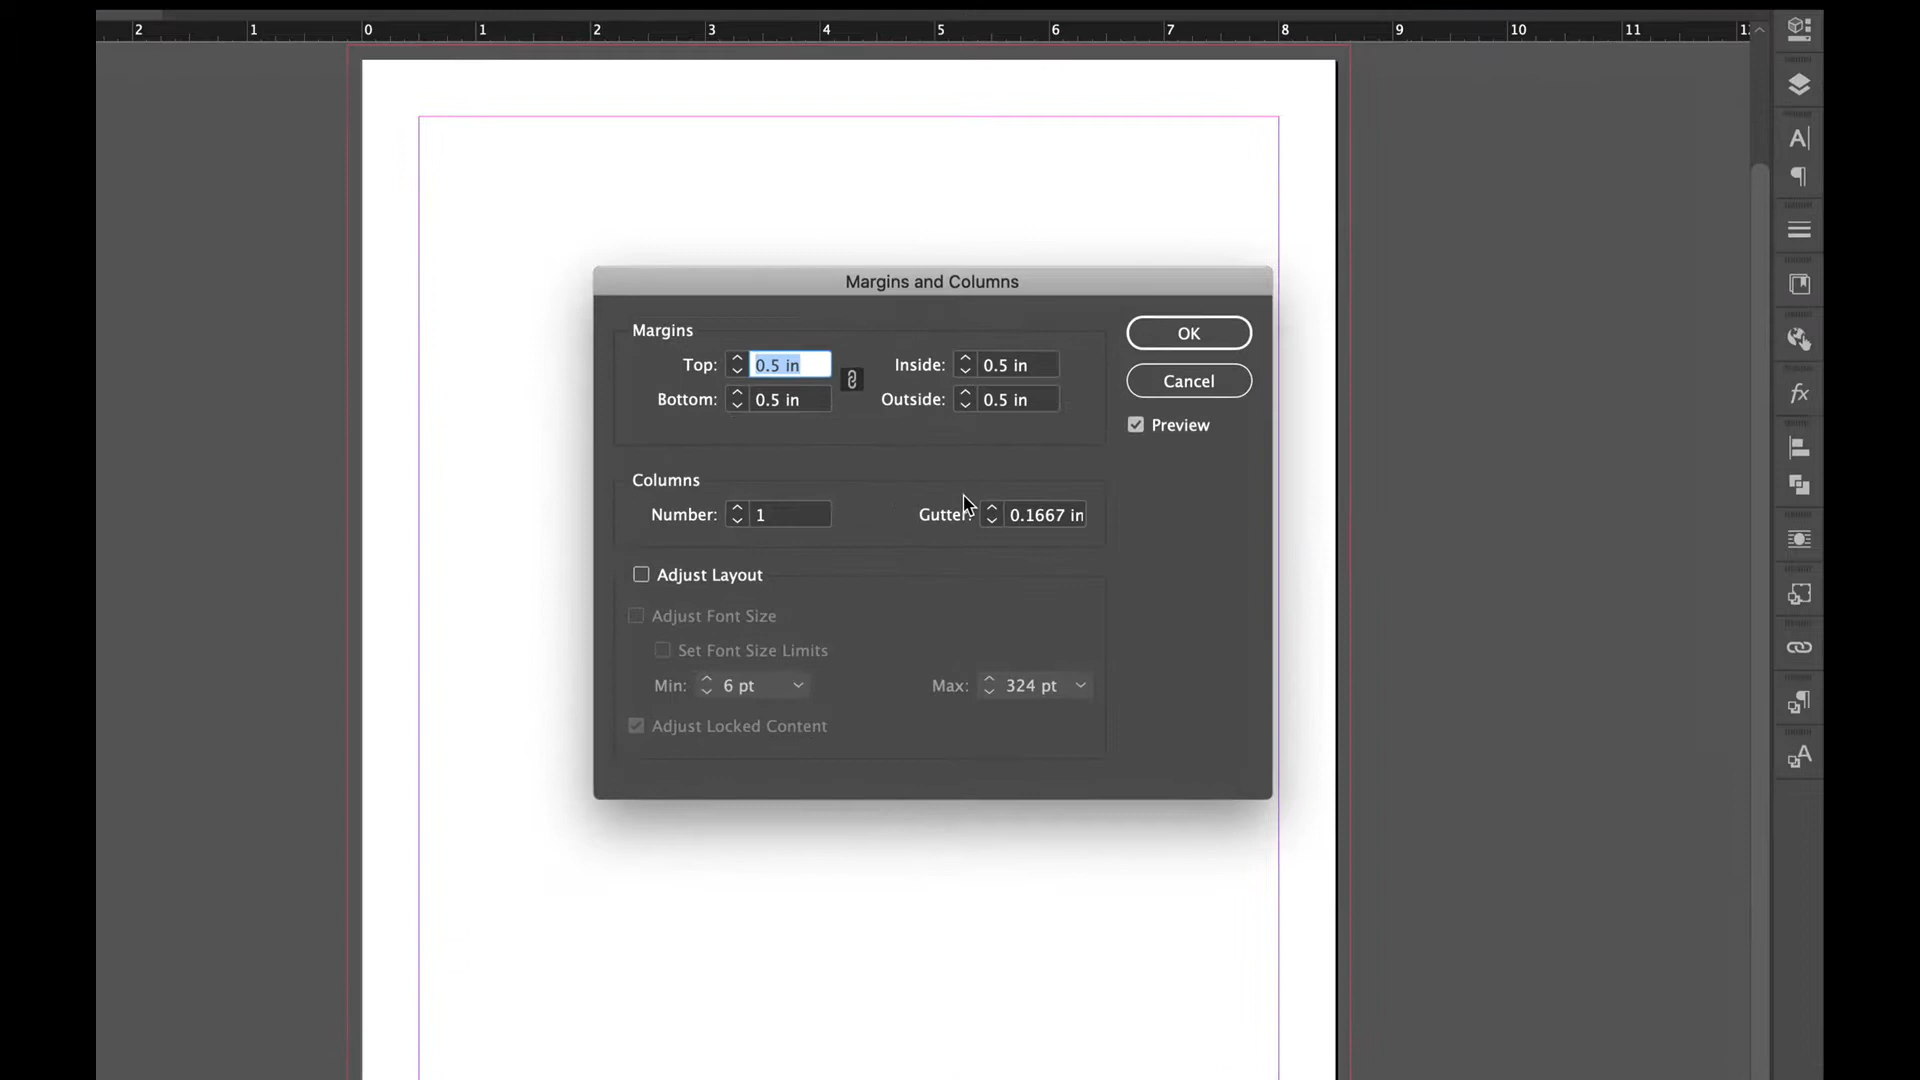 2 1 0 1 2 3 4 5 6 7 8 9 10 11
Margins and Columns
Margins
OK
Top: 0.5 in Inside: 0.5 in
Cancel
Bottom: 0.5 in Outside: 0.5 in
Preview
Columns
Number: 1 Gutter: 0.1667 in
Adjust Layout
Adjust Font Size
Set Font Size Limits
Min: 6 pt Max: 324 pt
Adjust Locked Content